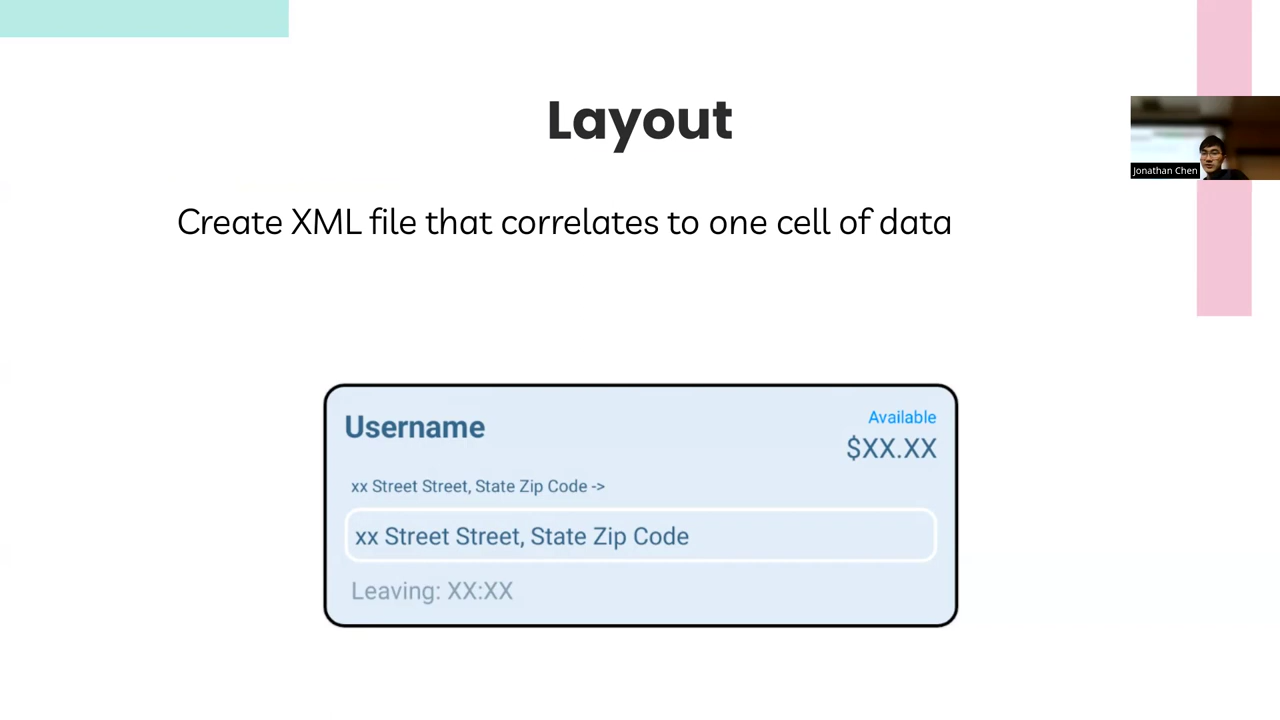 Layout
Jonathan Chen
Create XML file that correlates to one cell of data
Username
Available
$XX.XX
xx Street Street, State Zip Code ->
xx Street Street, State Zip Code
Leaving: XX:XX